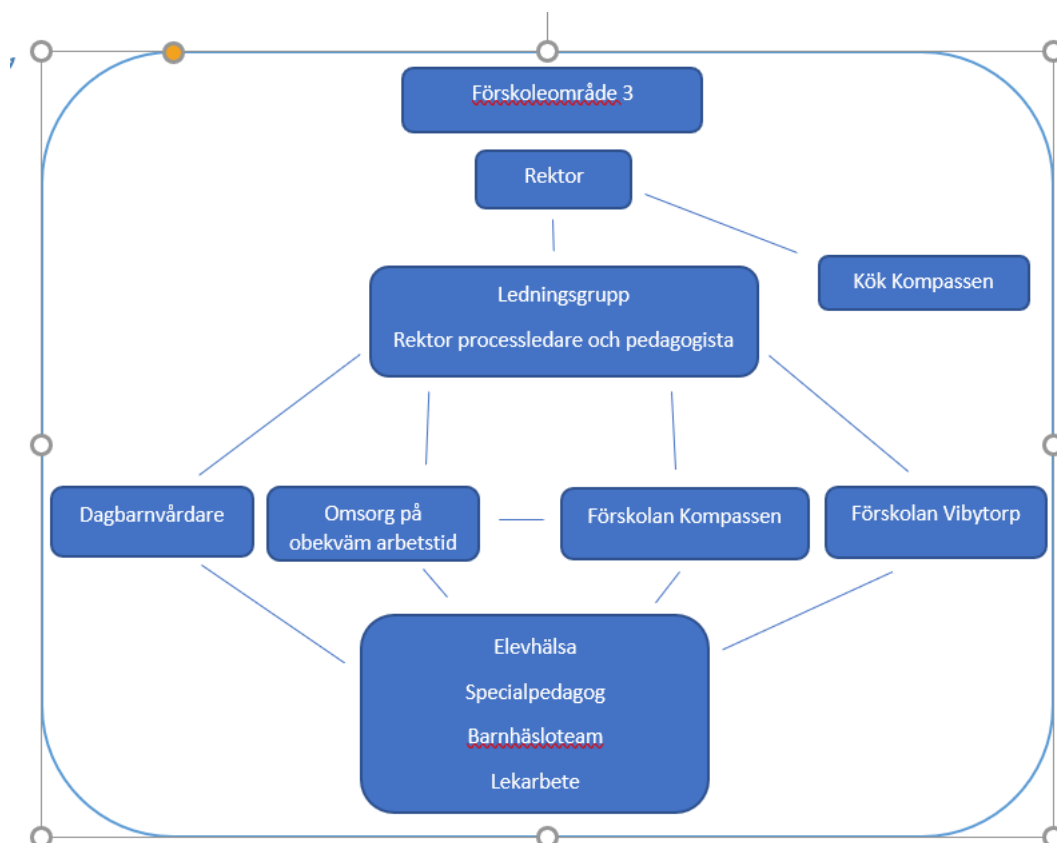 Förskoleområde 3
Rektor
Kök Kompassen
Ledningsgrupp
Rektor processledare och pedagogista
Dagbarnvårdare
Omsorg på
obekväm arbetstid
Förskolan Kompassen
Förskolan Vibytorp
Elevhälsa
Specialpedagog
Barnhäsloteam
Lekarbete